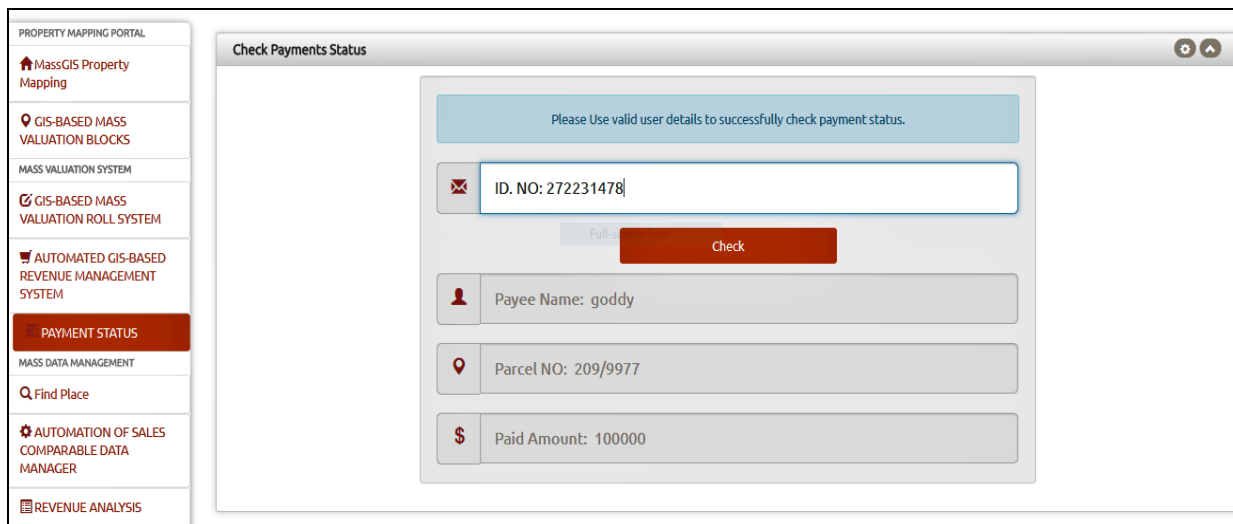 PROPERTY MAPPING PORTAL
MassGIS Property
Mapping
GIS-BASED MASS
VALUATION BLOCKS
MASS VALUATION SYSTEM
GIS-BASED MASS
VALUATION ROLL SYSTEM
AUTOMATED GIS-BASED
REVENUE MANAGEMENT
SYSTEM
PAYMENT STATUS
MASS DATA MANAGEMENT
Find Place
AUTOMATION OF SALES
COMPARABLE DATA
MANAGER
REVENUE ANALYSIS
Check Payments Status
Please Use valid user details to successfully check payment status.
ID. NO: 272231478
Check
Payee Name: goddy
Parcel NO: 209/9977
Paid Amount: 100000